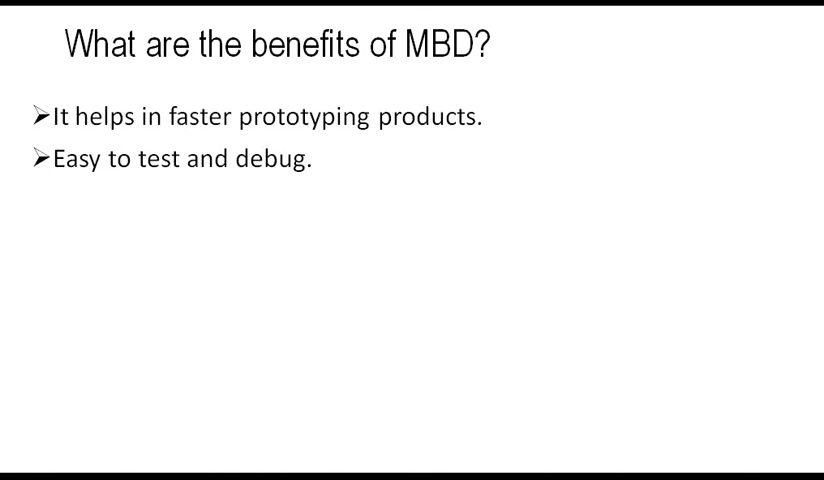 What are the benefits of MBD?
➢It helps in faster prototyping products.
➢Easy to test and debug.